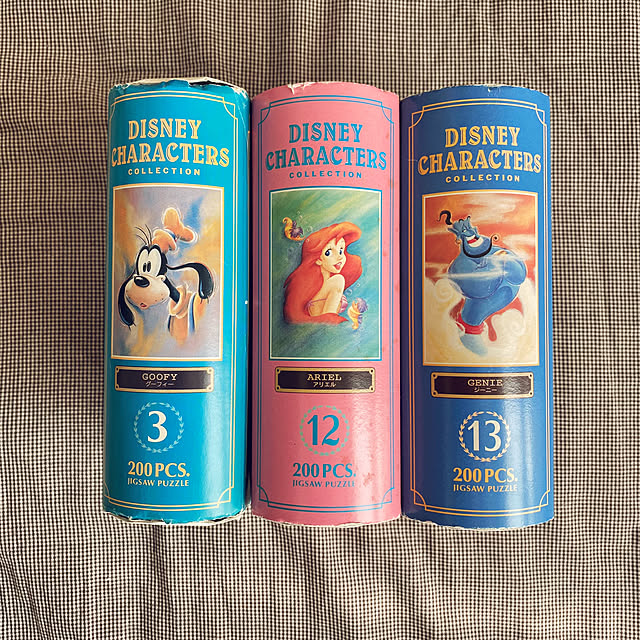 DISNEY
CHARACTERS
COLLECTION
GOOFY
グーフィー
3
200 PCS.
JIGSAW PUZZLE
DISNEY
CHARACTERS
COLLECTION
ARIEL
アリエル
12
200 PCS.
JIGSAW PUZZLE
DISNEY
CHARACTERS
COLLECTION
GENIE
ジーニー
13
200 PCS.
JIGSAW PUZZLE